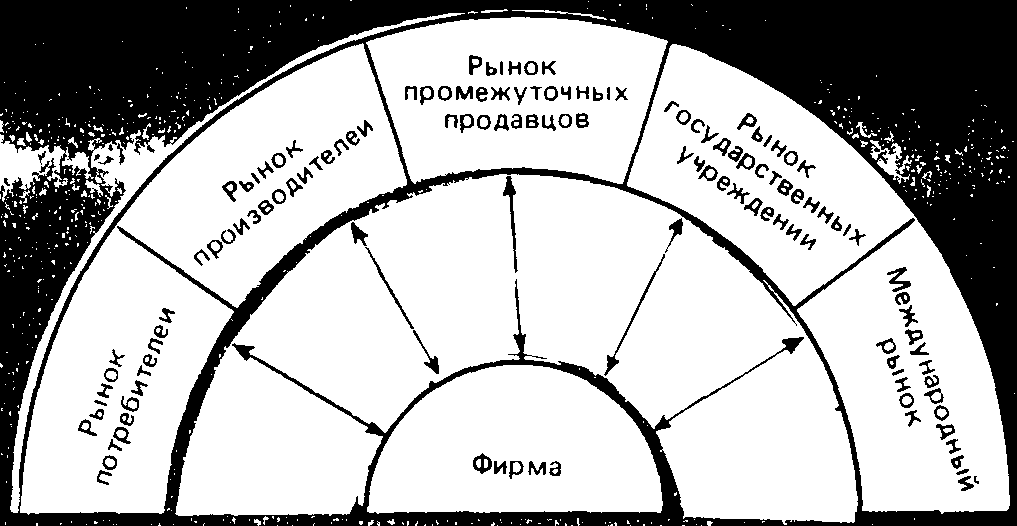 Рынок
потребителеи
Рынок
производителеи
Рынок
промежуточных
продавцов
Рынок
государственных
учреждении
Международный
рынок
Фирма